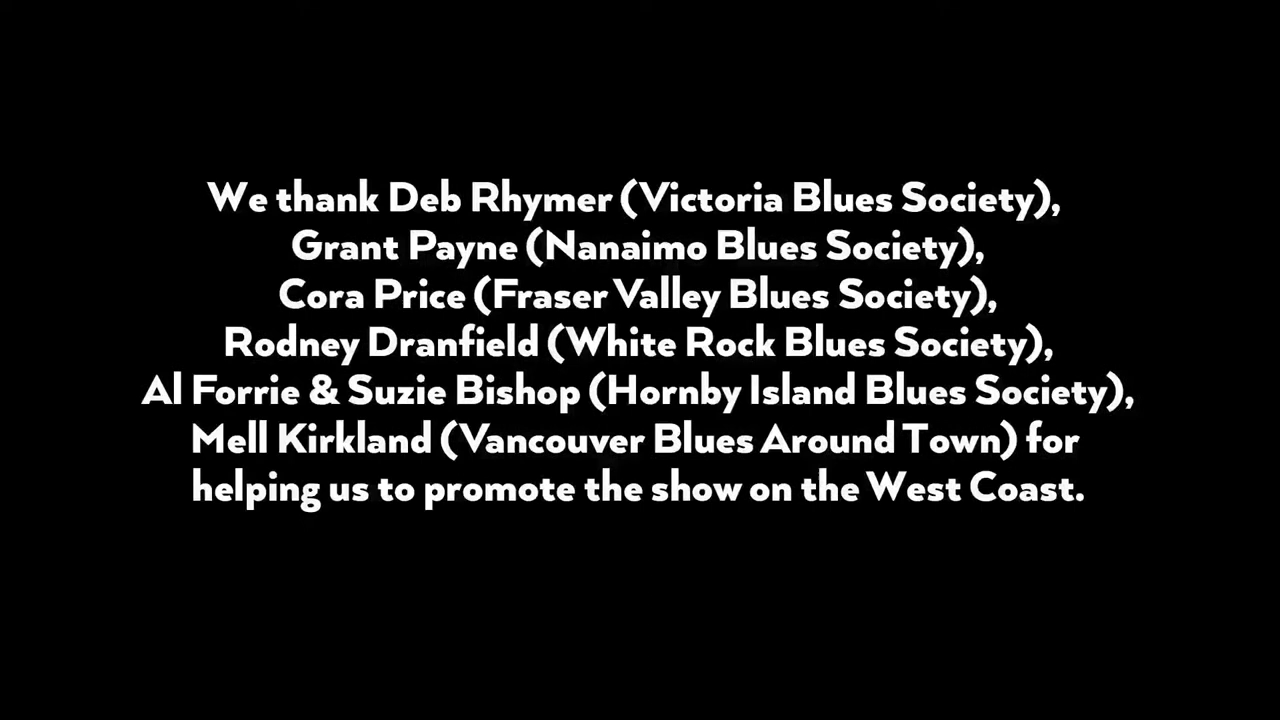 We thank Deb Rhymer (Victoria Blues Society),
Grant Payne (Nanaimo Blues Society),
Cora Price (Fraser Valley Blues Society),
Rodney Dranfield (White Rock Blues Society),
Al Forrie & Suzie Bishop (Hornby Island Blues Society),
Mell Kirkland (Vancouver Blues Around Town) for
helping us to promote the show on the West Coast.